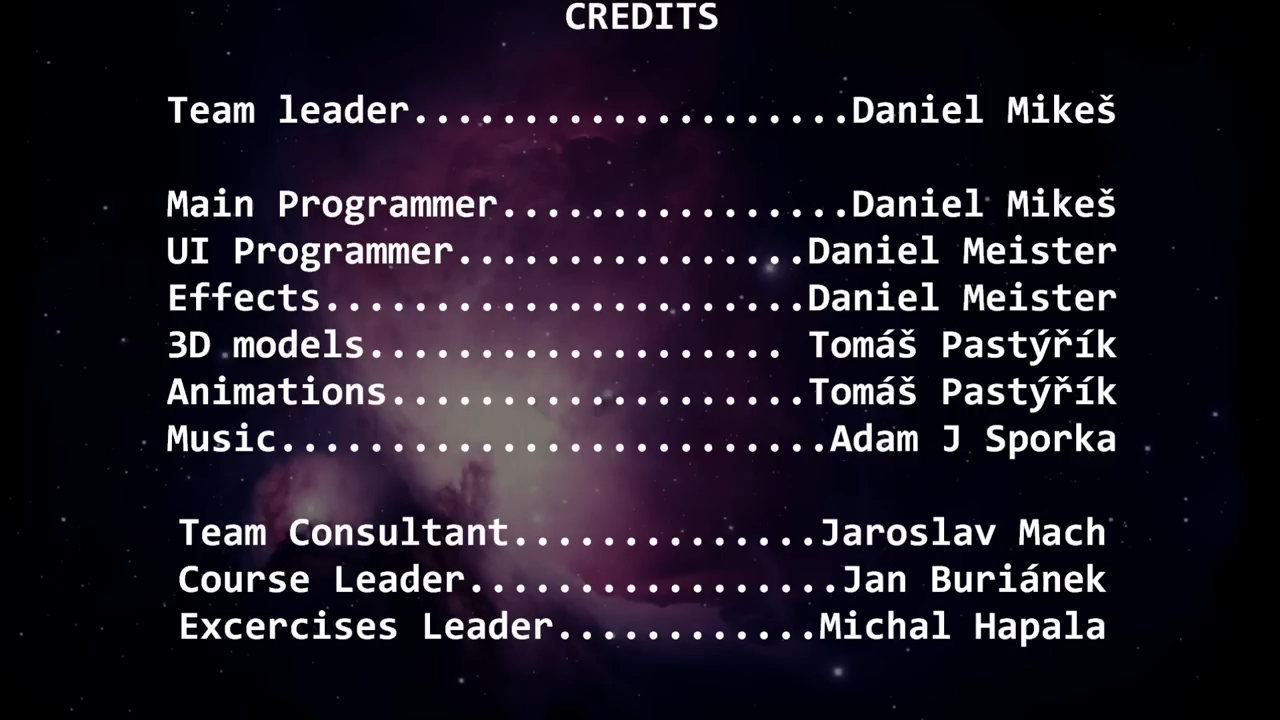 CREDITS
Team leader....................Daniel Mikeš
Main Programmer................Daniel Mikeš
UI Programmer................Daniel Meister
Effects......................Daniel Meister
3D models................... Tomáš Pastýřík
Animations...................Tomáš Pastýřík
Music.........................Adam J Sporka
Team Consultant..............Jaroslav Mach
Course Leader.................Jan Buriánek
Excercises Leader............Michal Hapala